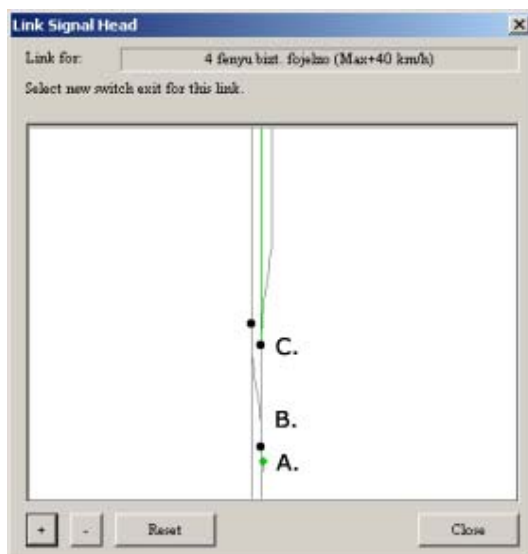 Link Signal Head
Link for: 4 fenyu bizt. fojelzo (Max+40 km/h)
Select new switch exit for this link.
C.
B.
A.
+ - Reset Close